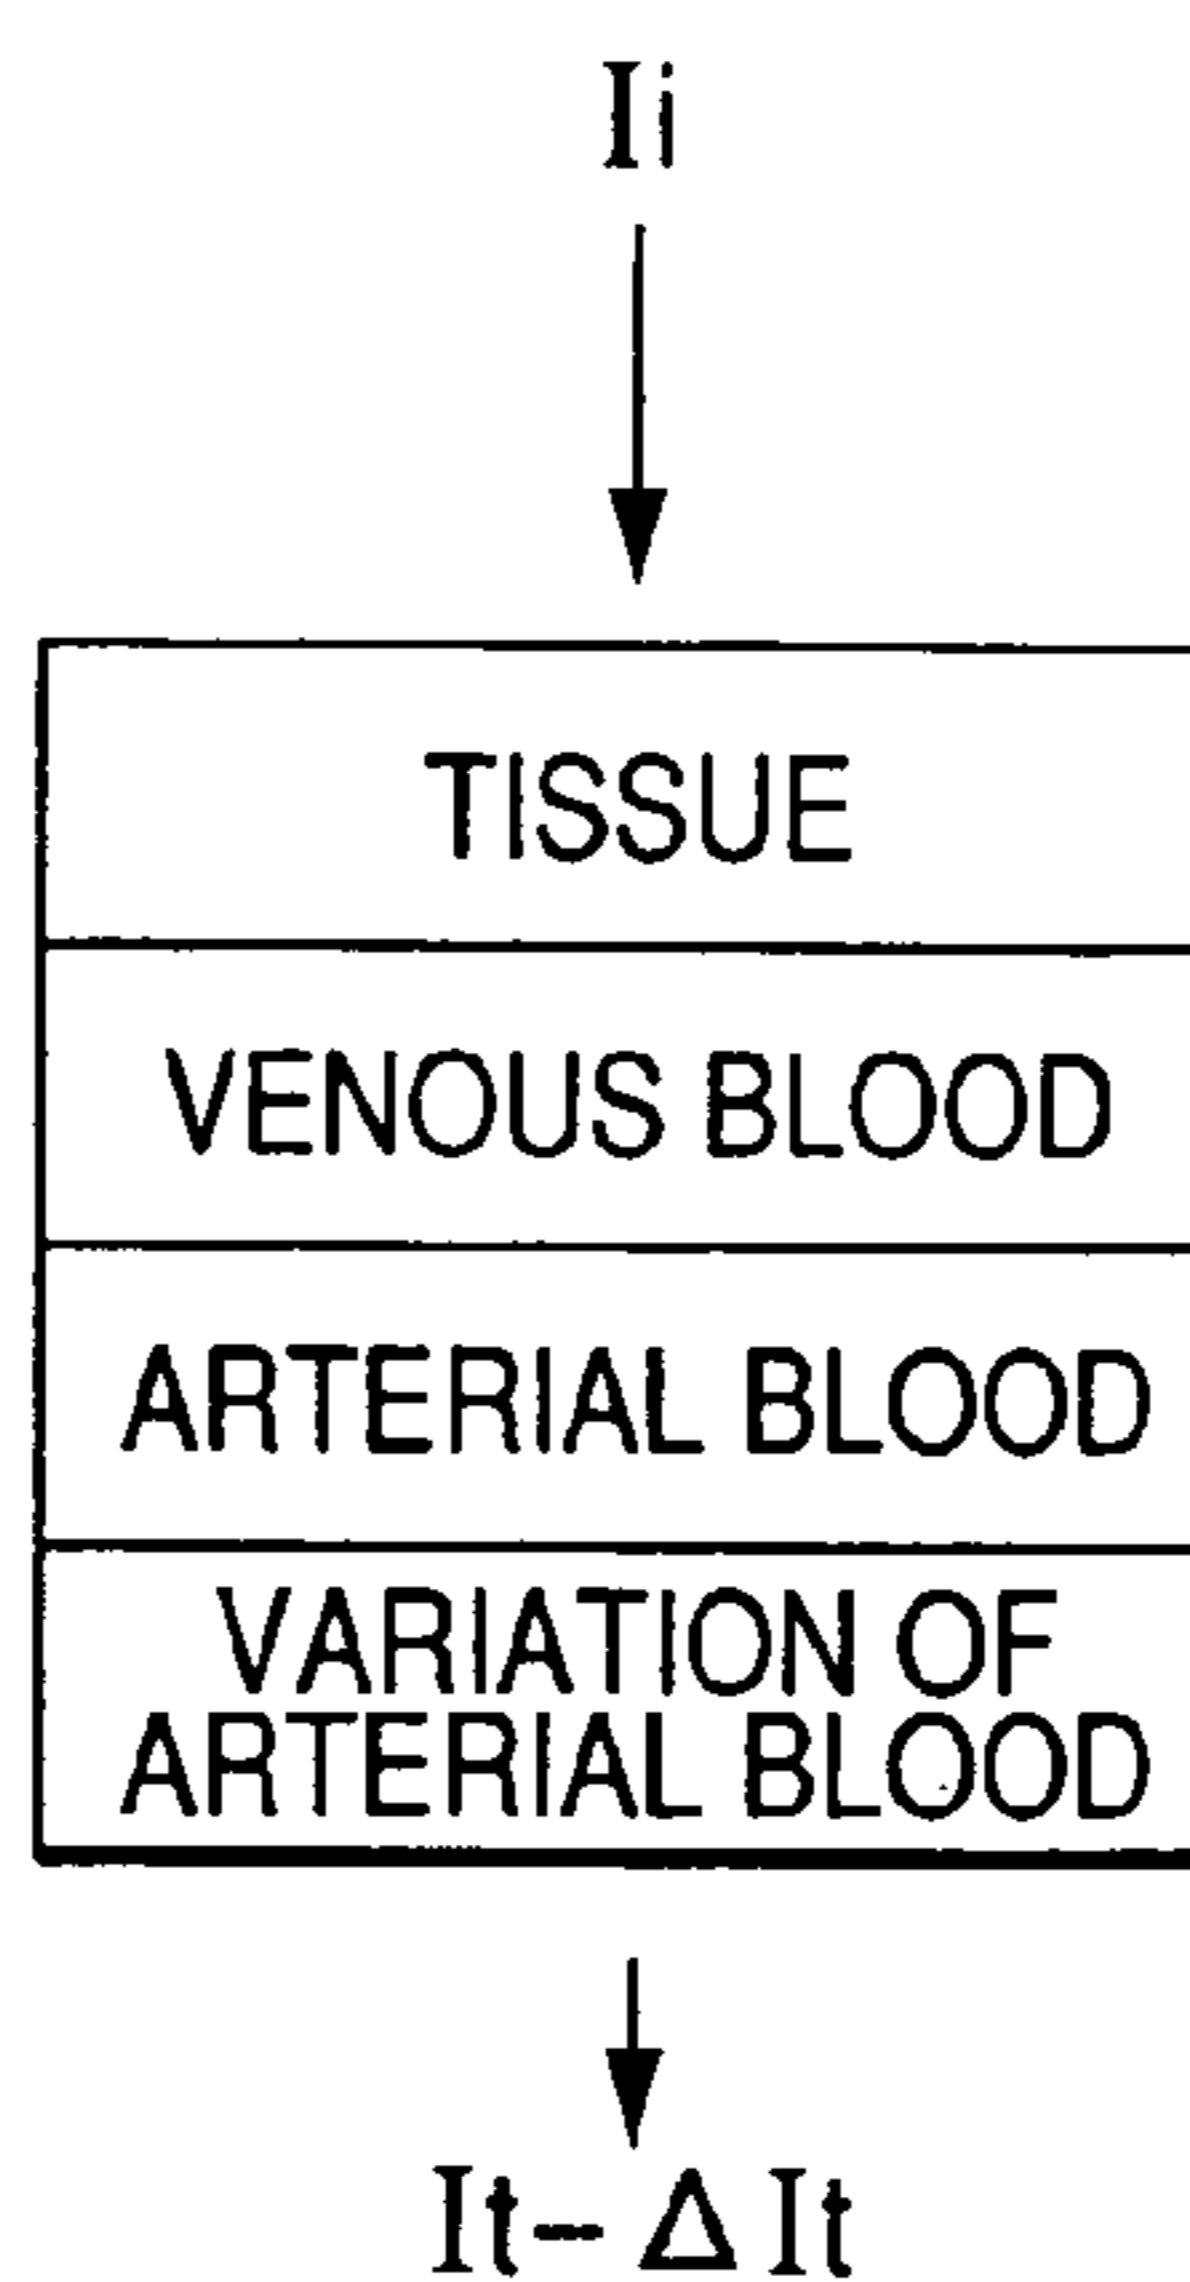 Ii
TISSUE
VENOUS BLOOD
ARTERIAL BLOOD
VARIATION OF
ARTERIAL BLOOD
It-ΔIt